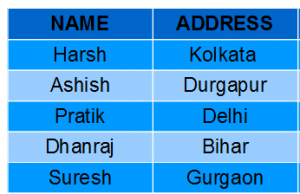 NAME ADDRESS
Harsh Kolkata
Ashish Durgapur
Pratik Delhi
Dhanraj Bihar
Suresh Gurgaon